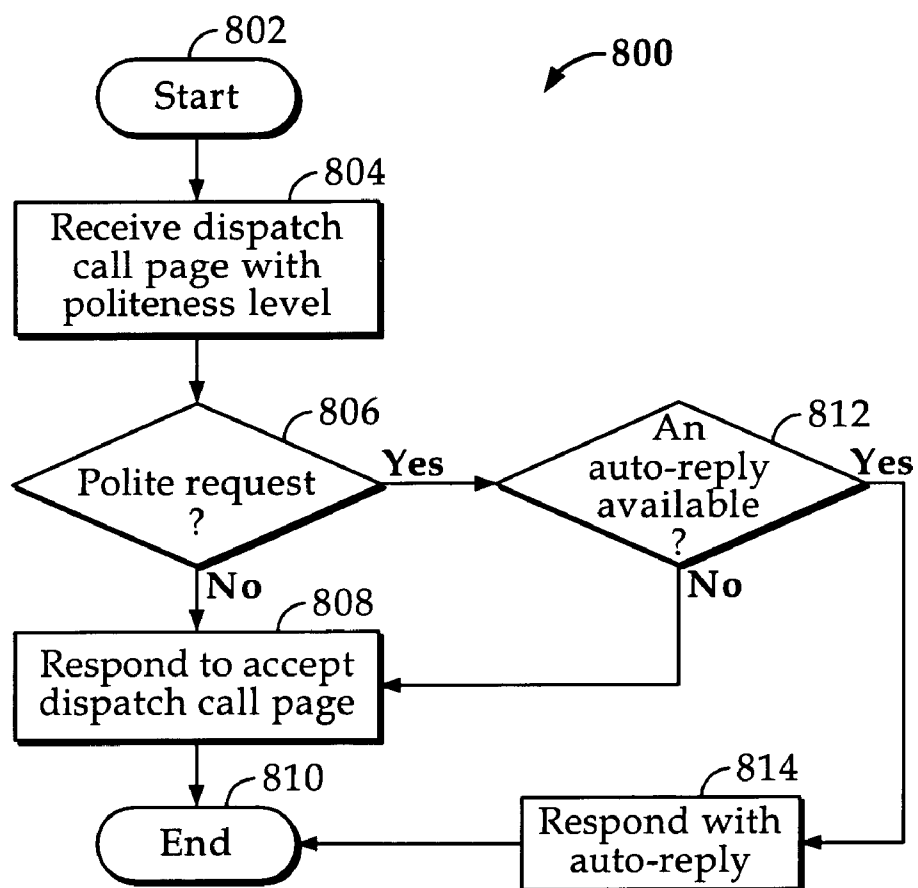 802
800
Start
804
Receive dispatch
call page with
politeness level
806
Polite request
?
Yes
No
812
An
auto-reply
available
?
Yes
No
808
Respond to accept
dispatch call page
810
End
814
Respond with
auto-reply